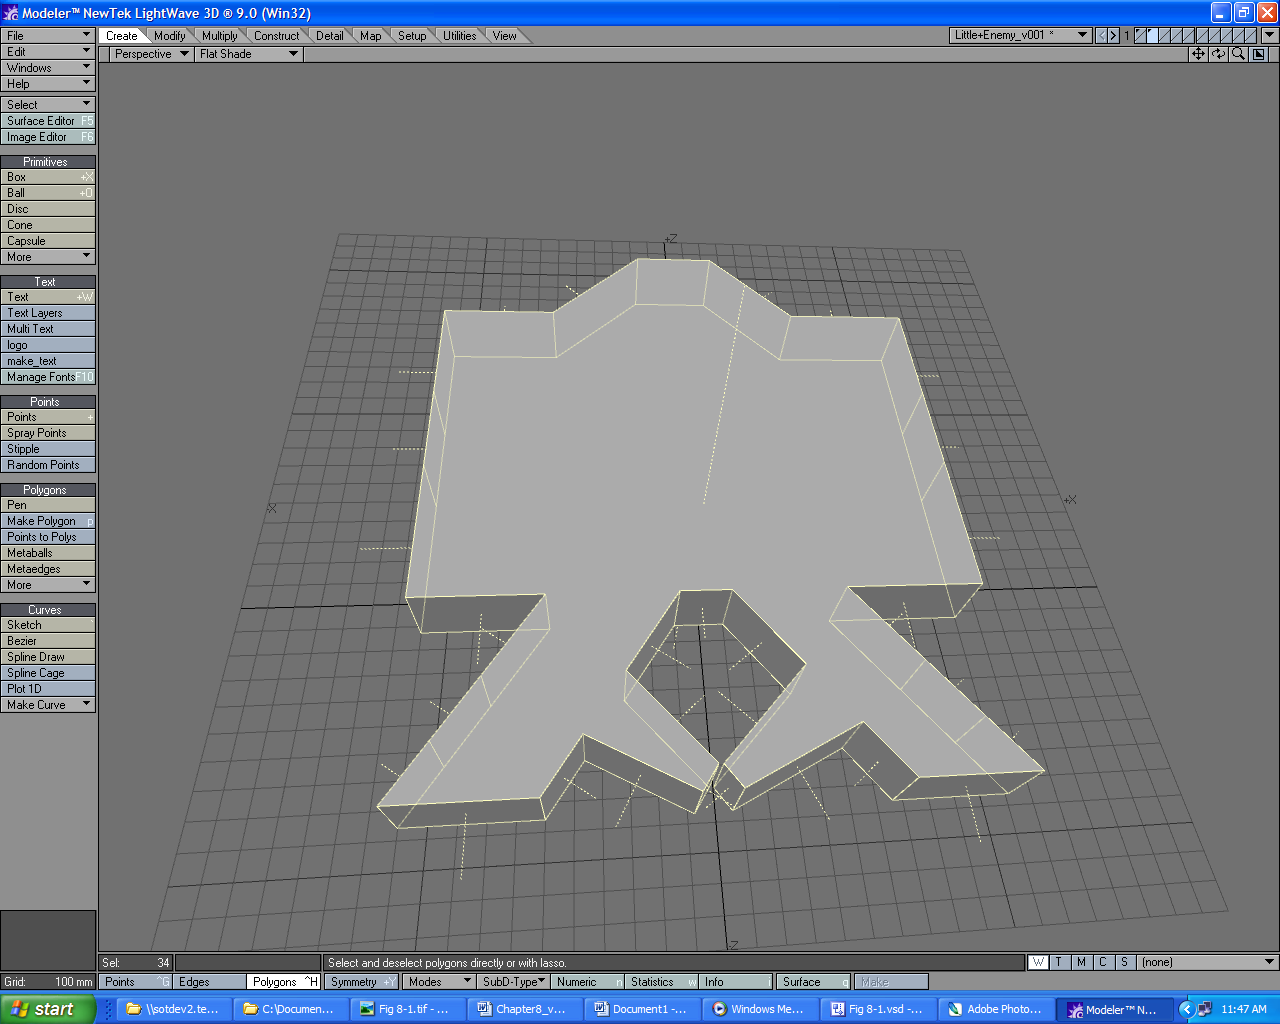 Modeler™ NewTek LightWave 3D ® 9.0 (Win32)
File
Create Modify Multiply Construct Detail Map Setup Utilities View
Little+Enemy_v001 * 1
Edit
Perspective Flat Shade
Windows
Help
Select
Surface Editor F5
Image Editor F6
Primitives
Box +X
Ball +O
Disc
Cone
Capsule
More
Text
Text +W
Text Layers
Multi Text
logo
make_text
Manage Fonts F10
Points
Points +
Spray Points
Stipple
Random Points
Polygons
Pen
Make Polygon p
Points to Polys
Metaballs
Metaedges
More
Curves
Sketch
Bezier
Spline Draw
Spline Cage
Plot 1D
Make Curve
+Z
-X
+X
-Z
Sel: 34
Select and deselect polygons directly or with lasso.
W T M C S (none)
Grid: 100 mm
Points ^G Edges Polygons ^H Symmetry +Y Modes SubD-Type Numeric n Statistics w Info i Surface q Make
start
\\sotdev2.te...
C:\Documen...
Fig 8-1.tif - ...
Chapter8_v...
Document1 -...
Windows Me...
Fig 8-1.vsd -...
Adobe Photo...
Modeler™ N...
11:47 AM